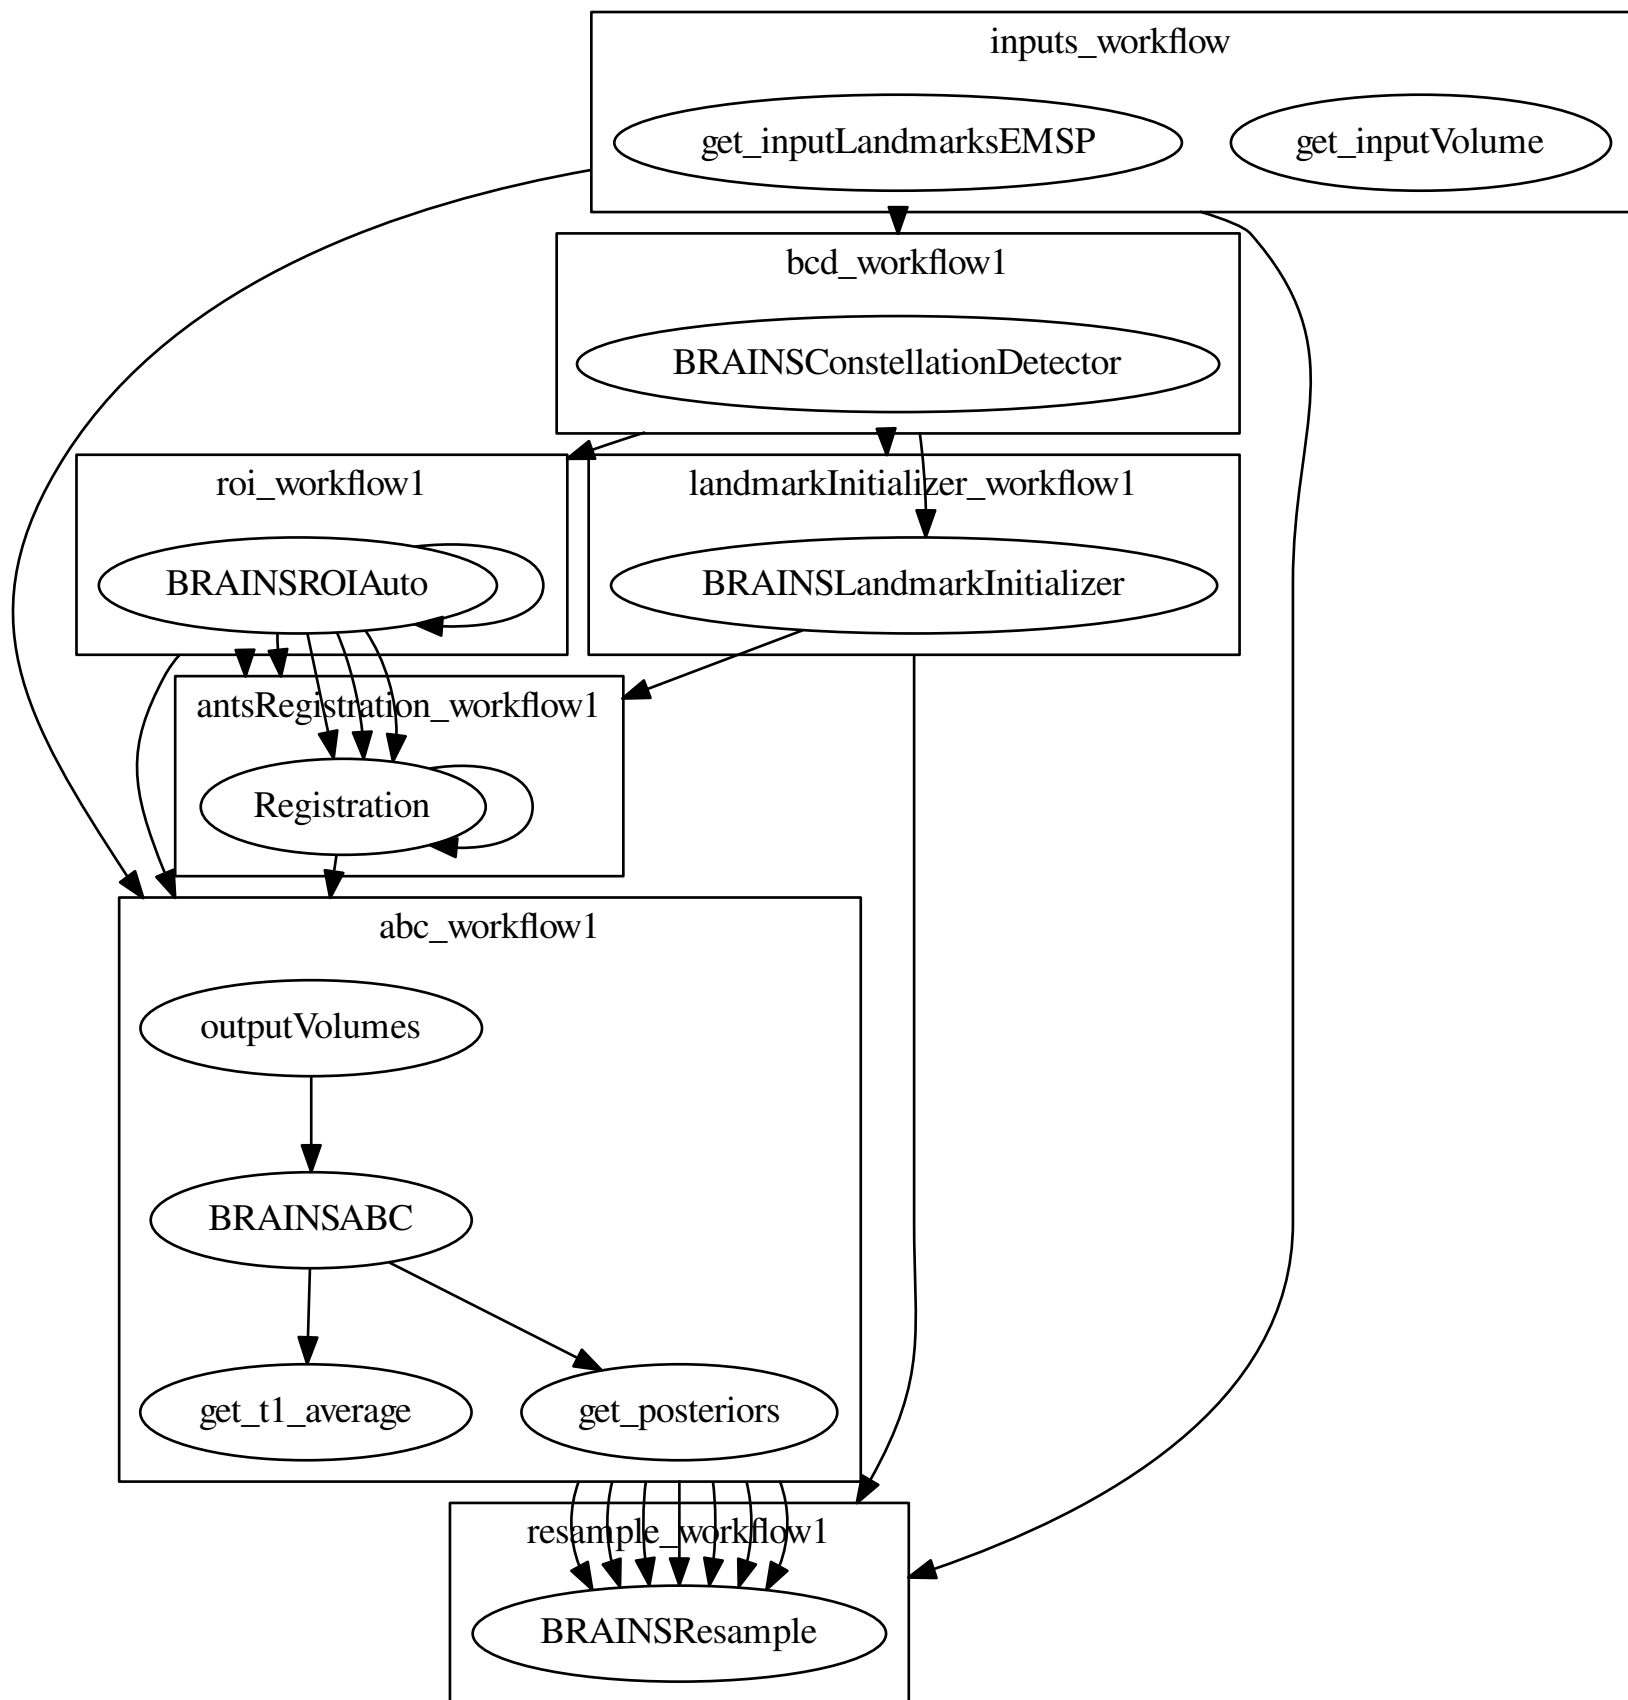 inputs_workflow
get_inputLandmarksEMSP
get_inputVolume
bcd_workflow1
BRAINSConstellationDetector
roi_workflow1
landmarkInitializer_workflow1
BRAINSROIAuto
BRAINSLandmarkInitializer
antsRegistration_workflow1
Registration
abc_workflow1
outputVolumes
BRAINSABC
get_t1_average
get_posteriors
resample_workflow1
BRAINSResample